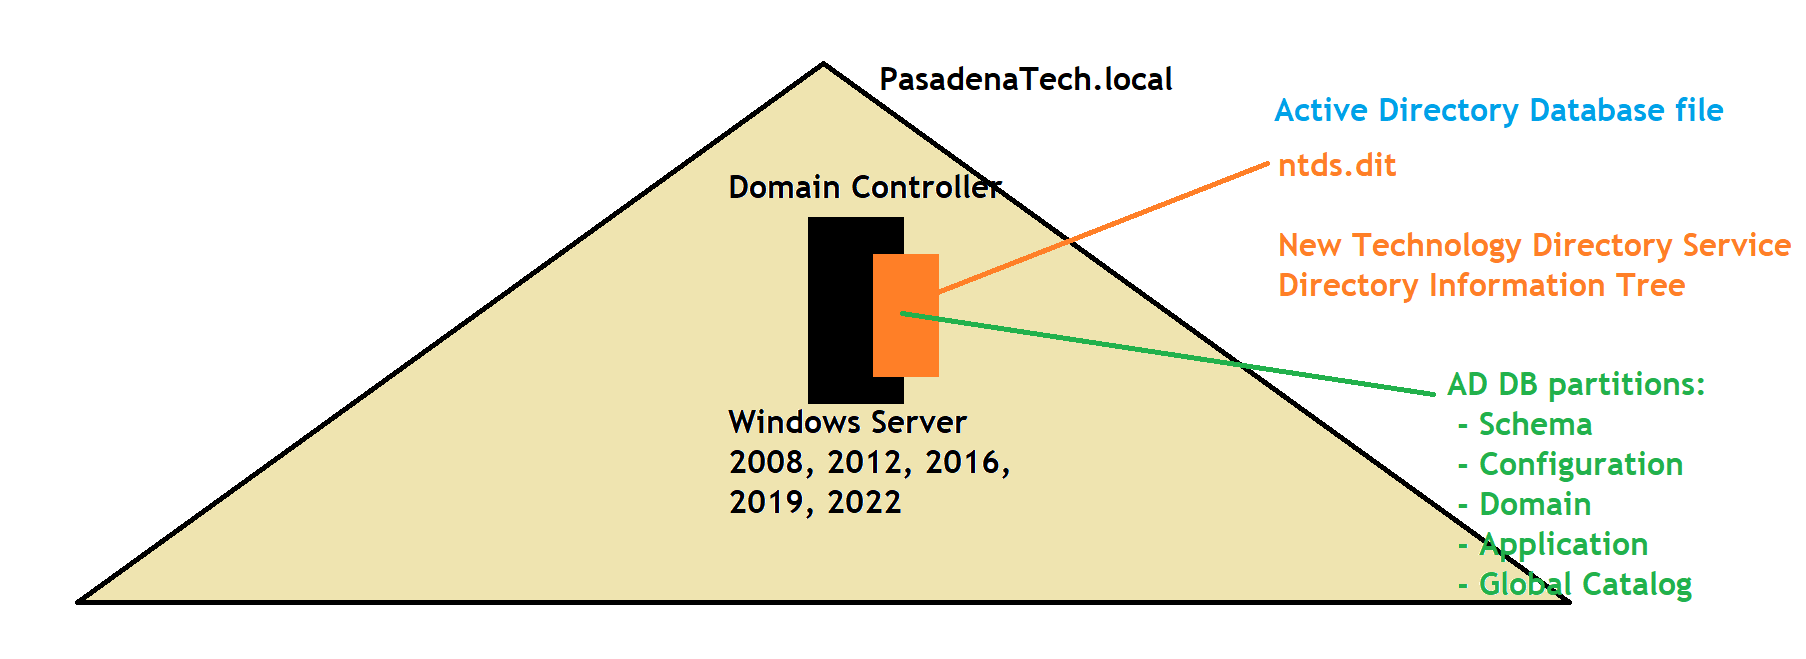 PasadenaTech.local
Active Directory Database file
ntds.dit
Domain Controller
New Technology Directory Service
Directory Information Tree
AD DB partitions:
- Schema
- Configuration
- Domain
- Application
- Global Catalog
Windows Server
2008, 2012, 2016,
2019, 2022